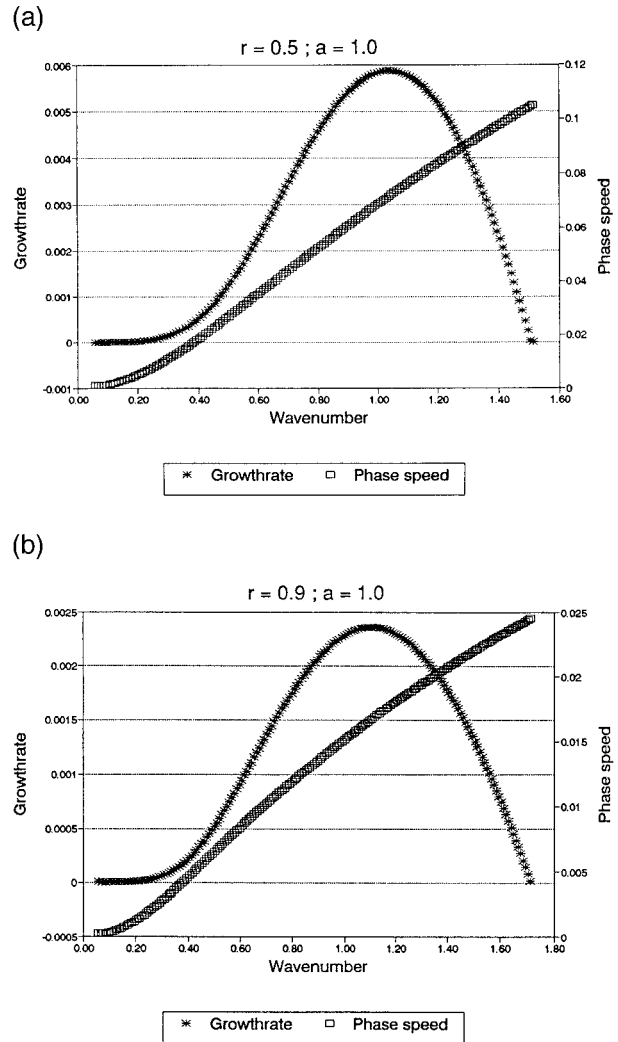 (a)
r = 0.5 ; a = 1.0
0.006
0.005
0.004
0.003
0.002
0.001
0
-0.001
Growthrate
0.12
0.1
0.08
0.06
0.04
0.02
0
Phase speed
0.00 0.20 0.40 0.60 0.80 1.00 1.20 1.40 1.60
Wavenumber
Growthrate Phase speed
(b)
r = 0.9 ; a = 1.0
0.0025
0.002
0.0015
0.001
0.0005
0
-0.0005
Growthrate
0.025
0.02
0.015
0.01
0.005
0
Phase speed
0.00 0.20 0.40 0.60 0.80 1.00 1.20 1.40 1.60 1.80
Wavenumber
Growthrate Phase speed